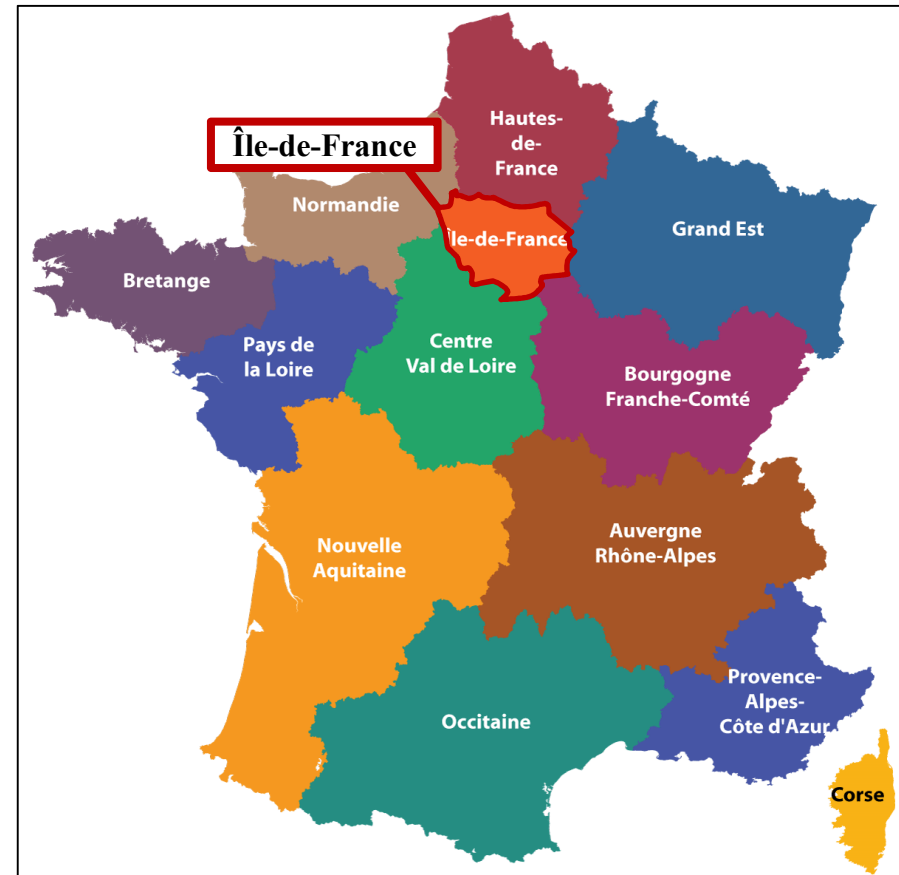 Hautes-
de-
France
Île-de-France
Normandie
Île-de-France
Grand Est
Bretange
Pays de
la Loire
Centre
Val de Loire
Bourgogne
Franche-Comté
Nouvelle
Aquitaine
Auvergne
Rhône-Alpes
Occitaine
Provence-
Alpes-
Côte d'Azur
Corse